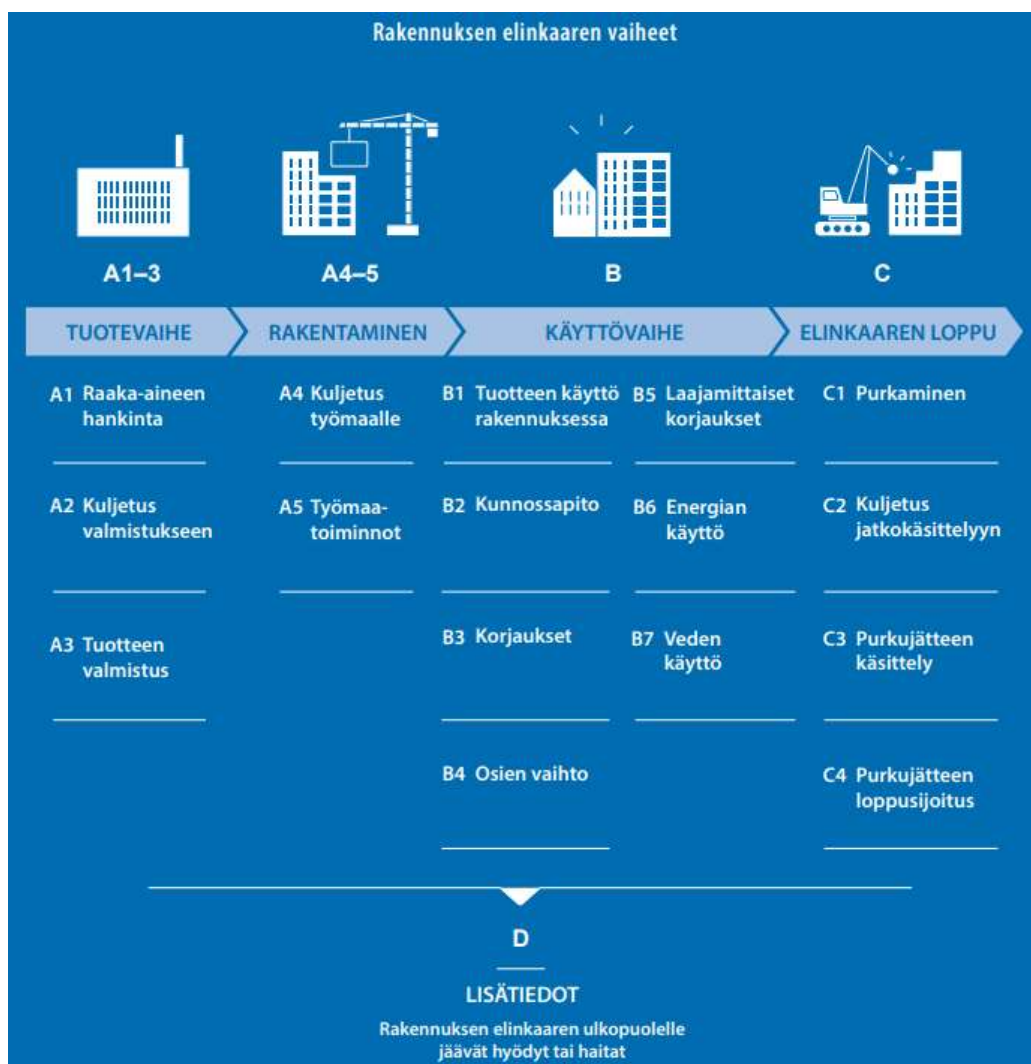 Rakennuksen elinkaaren vaiheet
A1–3
A4–5
B
C
TUOTEVAIHE
RAKENTAMINEN
KÄYTTÖVAIHE
ELINKAAREN LOPPU
A1 Raaka-aineen
hankinta
A2 Kuljetus
valmistukseen
A3 Tuotteen
valmistus
A4 Kuljetus
työmaalle
A5 Työmaa-
toiminnot
B1 Tuotteen käyttö
rakennuksessa
B2 Kunnossapito
B3 Korjaukset
B4 Osien vaihto
B5 Laajamittaiset
korjaukset
B6 Energian
käyttö
B7 Veden
käyttö
C1 Purkaminen
C2 Kuljetus
jatkokäsittelyyn
C3 Purkujätteen
käsittely
C4 Purkujätteen
loppusijoitus
D
LISÄTIEDOT
Rakennuksen elinkaaren ulkopuolelle
jäävät hyödyt tai haitat